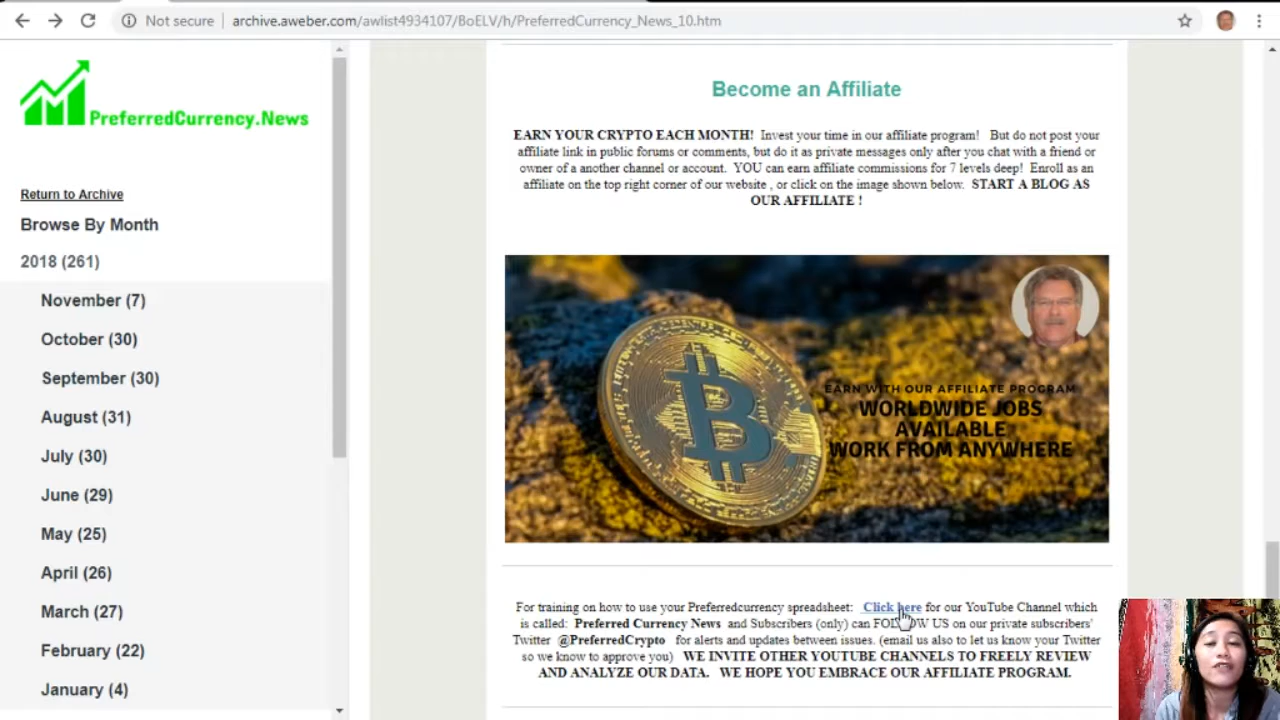 Not secure
archive.aweber.com/awlist4934107/8oELV/h/PreferredCurrency_News_10.htm
PreferredCurrency.News
Return to Archive
Browse By Month
2018 (261)
November (7)
October (30)
September (30)
August (31)
July (30)
June (29)
May (25)
April (26)
March (27)
February (22)
January (4)
Become an Affiliate
EARN YOUR CRYPTO EACH MONTH! Invest your time in our affiliate program! But do not post your
affiliate link in public forums or comments, but do it as private messages only after you chat with a friend or
owner of a another channel or account. YOU can earn affiliate commissions for 7 levels deep! Enroll as an
affiliate on the top right corner of our website , or click on the image shown below. START A BLOG AS
OUR AFFILIATE !
EARN WITH OUR AFFILIATE PROGRAM
WORLDWIDE JOBS
AVAILABLE
WORK FROM ANYWHERE
For training on how to use your Preferredcurrency spreadsheet: Click here for our YouTube Channel which
is called: Preferred Currency News and Subscribers (only) can FOLLOW US on our private subscribers'
Twitter @PreferredCrypto for alerts and updates between issues. (email us also to let us know your Twitter
so we know to approve you) WE INVITE OTHER YOUTUBE CHANNELS TO FREELY REVIEW
AND ANALYZE OUR DATA. WE HOPE YOU EMBRACE OUR AFFILIATE PROGRAM.